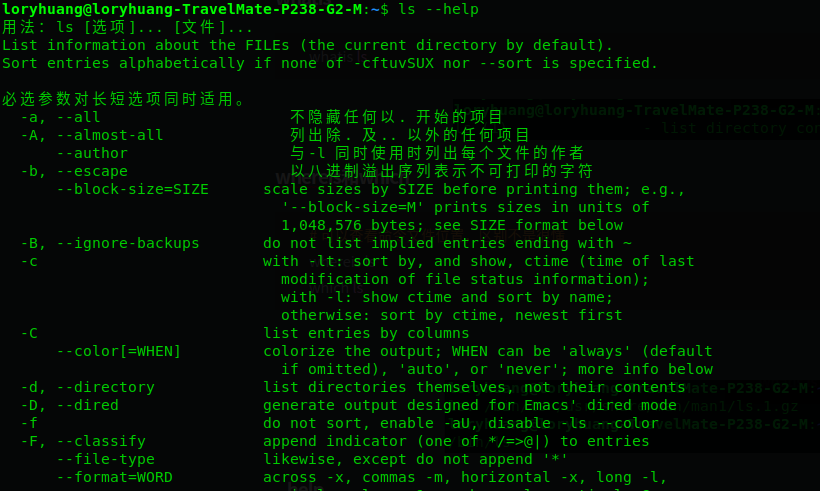 loryhuang@loryhuang-TravelMate-P238-G2-M:~$ ls --help
用法：ls [选项]... [文件]...
List information about the FILEs (the current directory by default).
Sort entries alphabetically if none of -cftuvSUX nor --sort is specified.
必选参数对长短选项同时适用。
-a, --all 不隐藏任何以. 开始的项目
-A, --almost-all 列出除. 及.. 以外的任何项目
--author 与-l 同时使用时列出每个文件的作者
-b, --escape 以八进制溢出序列表示不可打印的字符
--block-size=SIZE scale sizes by SIZE before printing them; e.g.,
'--block-size=M' prints sizes in units of
1,048,576 bytes; see SIZE format below
-B, --ignore-backups do not list implied entries ending with ~
-c with -lt: sort by, and show, ctime (time of last
modification of file status information);
with -l: show ctime and sort by name;
otherwise: sort by ctime, newest first
-C list entries by columns
--color[=WHEN] colorize the output; WHEN can be 'always' (default
if omitted), 'auto', or 'never'; more info below
-d, --directory list directories themselves, not their contents
-D, --dired generate output designed for Emacs' dired mode
-f do not sort, enable -aU, disable -ls --color
-F, --classify append indicator (one of */=>@|) to entries
--file-type likewise, except do not append '*'
--format=WORD across -x, commas -m, horizontal -x, long -l,